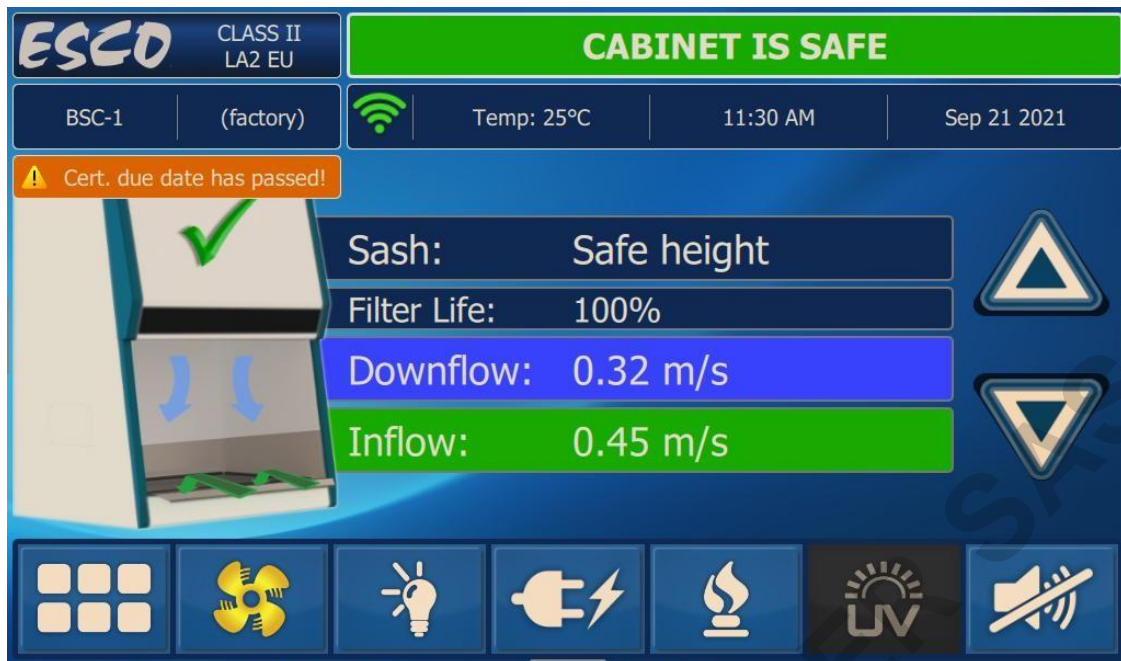 ESCO
CLASS II
LA2 EU
CABINET IS SAFE
BSC-1
(factory)
Temp: 25°C
11:30 AM
Sep 21 2021
Cert. due date has passed!
Sash: Safe height
Filter Life: 100%
Downflow: 0.32 m/s
Inflow: 0.45 m/s
UV